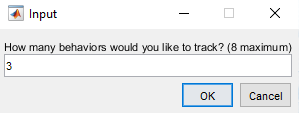 Input
How many behaviors would you like to track? (8 maximum)
3
OK Cancel